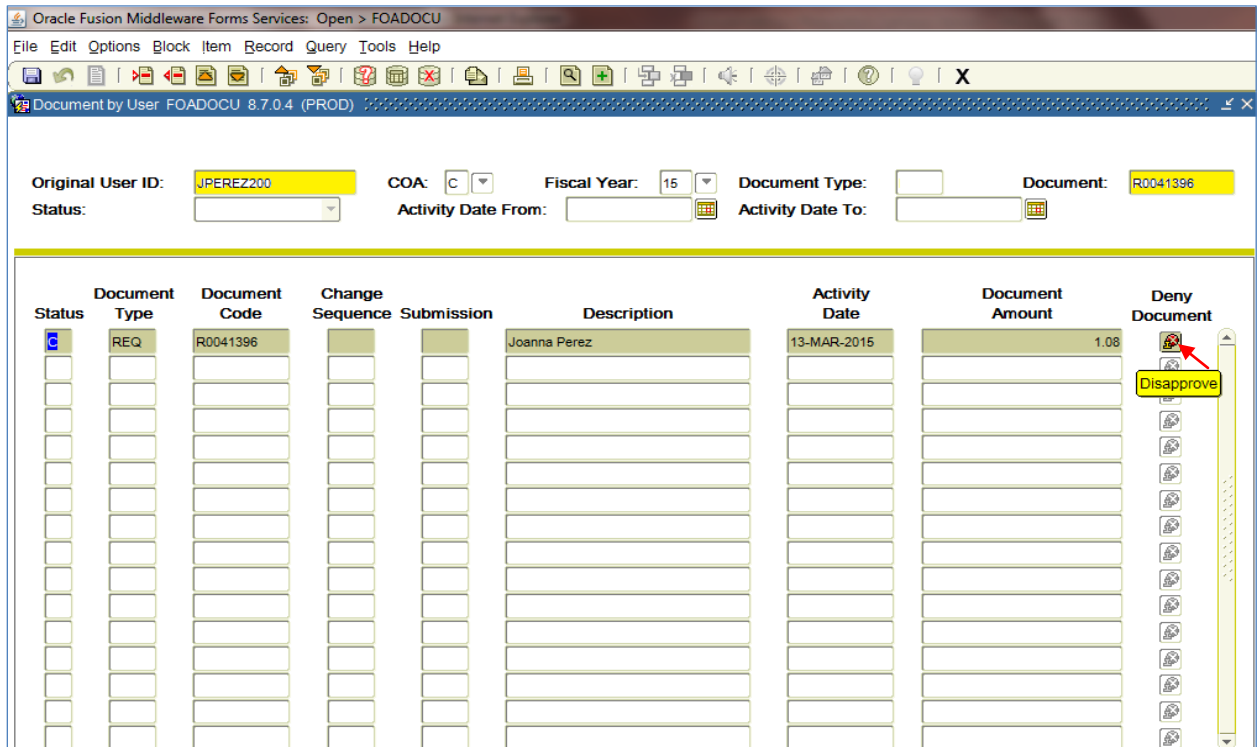 Oracle Fusion Middleware Forms Services: Open > FOADOCU
File Edit Options Block Item Record Query Tools Help
X
Document by User FOADOCU 8.7.0.4 (PROD)
Original User ID: JPEREZ200 COA: C Fiscal Year: 15 Document Type: Document: R0041396
Status: Activity Date From: Activity Date To:
Document Document Change Activity Document Deny
Status Type Code Sequence Submission Description Date Amount Document
C REQ R0041396 Joanna Perez 13-MAR-2015 1.08
Disapprove